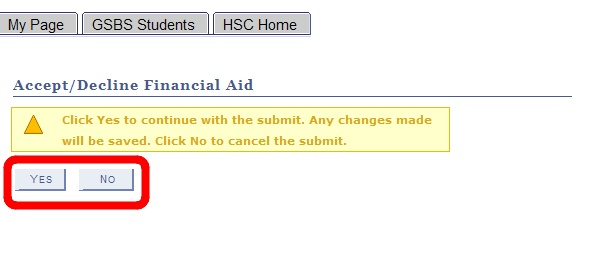 My Page GSBS Students HSC Home
Accept/Decline Financial Aid
Click Yes to continue with the submit. Any changes made
will be saved. Click No to cancel the submit.
YES NO